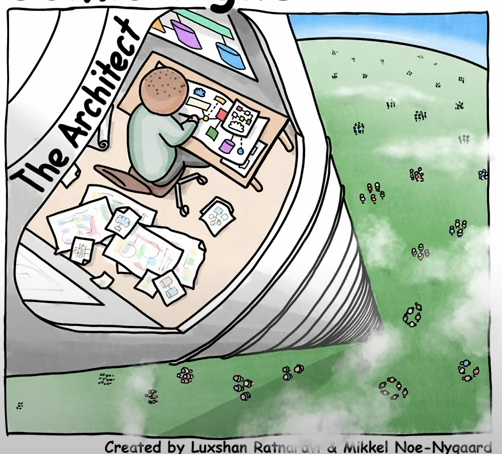 The Architect
Created by Luxshan Ratnaravi & Mikkel Noe-Nygaard